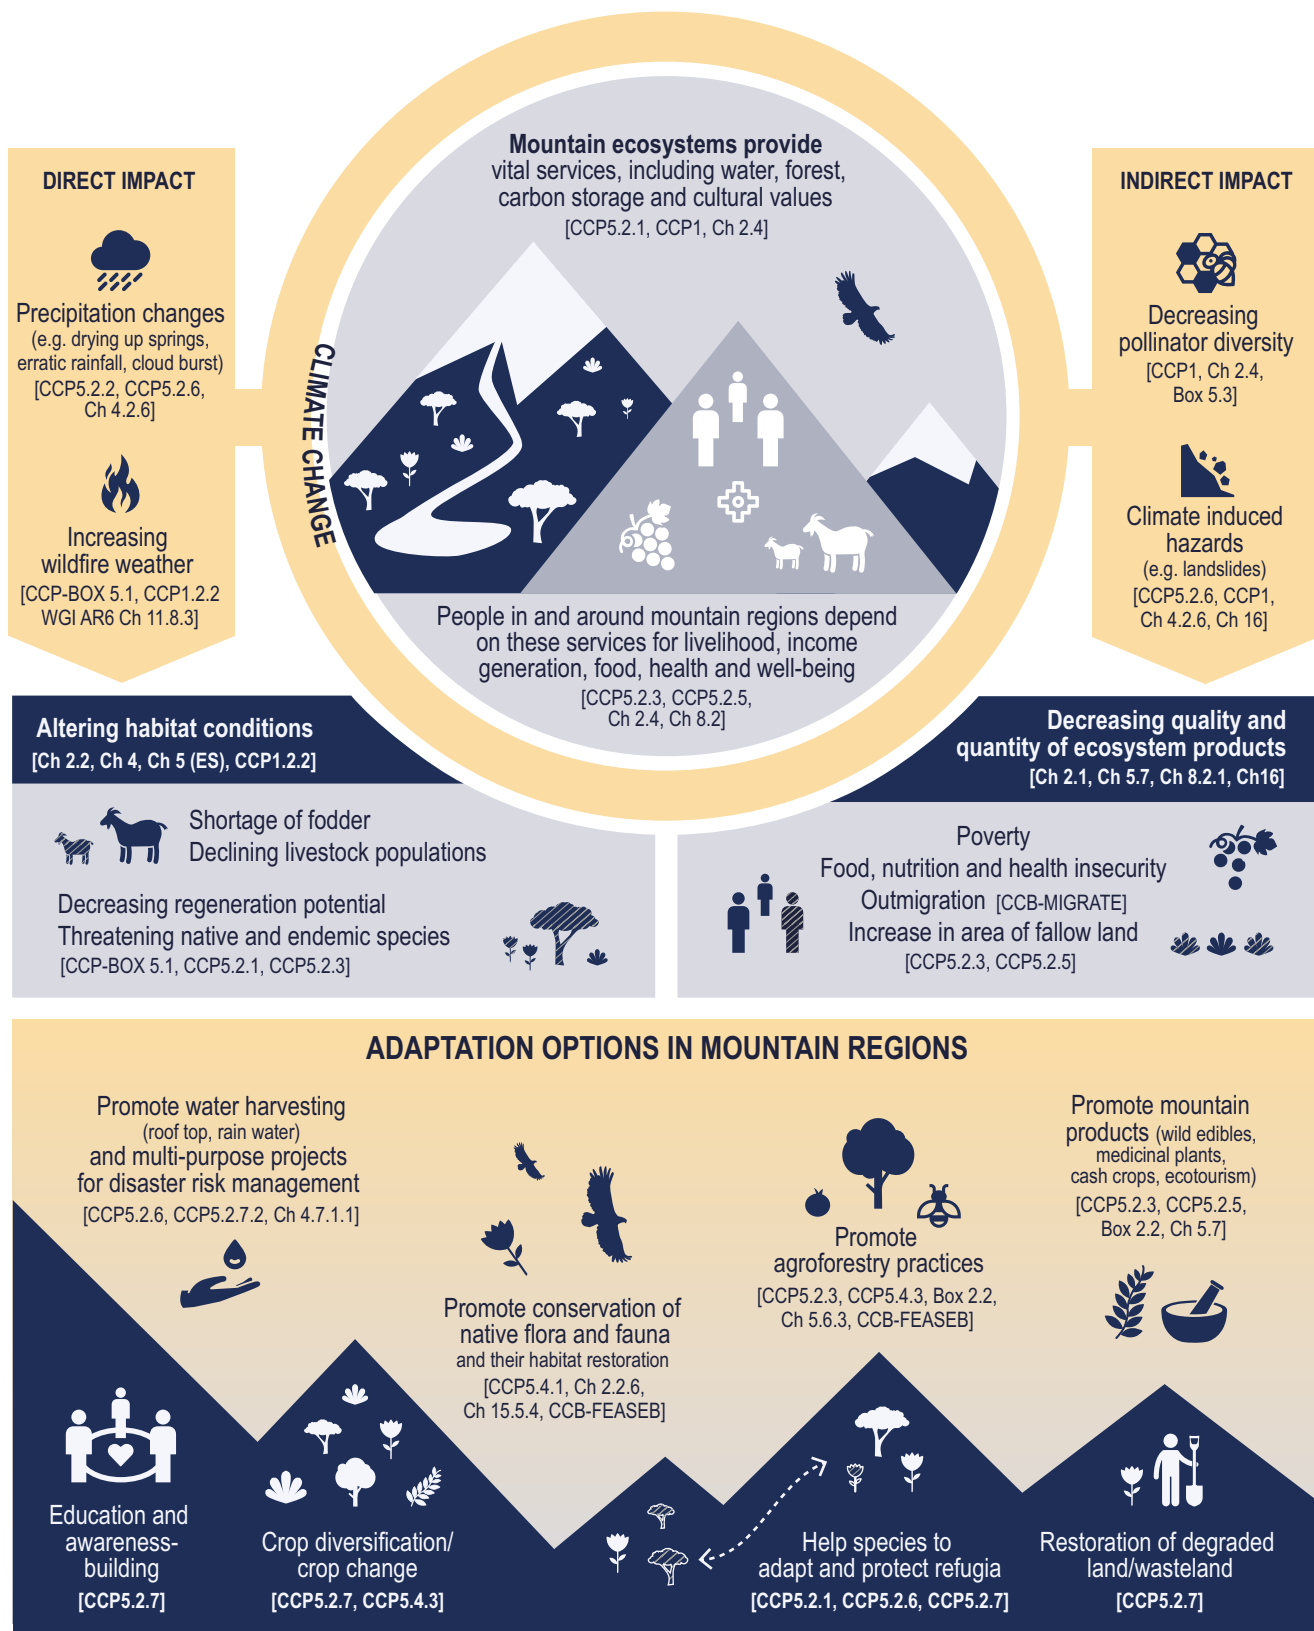 Mountain ecosystems provide
vital services, including water, forest,
carbon storage and cultural values
[CCP5.2.1, CCP1, Ch 2.4]
CLIMATE CHANGE
People in and around mountain regions depend
on these services for livelihood, income
generation, food, health and well-being
[CCP5.2.3, CCP5.2.5,
Ch 2.4, Ch 8.2]
DIRECT IMPACT
Precipitation changes
(e.g. drying up springs,
erratic rainfall, cloud burst)
[CCP5.2.2, CCP5.2.6,
Ch 4.2.6]
Increasing
wildfire weather
[CCP-BOX 5.1, CCP1.2.2
WGI AR6 Ch 11.8.3]
INDIRECT IMPACT
Decreasing
pollinator diversity
[CCP1, Ch 2.4,
Box 5.3]
Climate induced
hazards
(e.g. landslides)
[CCP5.2.6, CCP1,
Ch 4.2.6, Ch 16]
Altering habitat conditions
[Ch 2.2, Ch 4, Ch 5 (ES), CCP1.2.2]
Shortage of fodder
Declining livestock populations
Decreasing regeneration potential
Threatening native and endemic species
[CCP-BOX 5.1, CCP5.2.1, CCP5.2.3]
Decreasing quality and
quantity of ecosystem products
[Ch 2.1, Ch 5.7, Ch 8.2.1, Ch16]
Poverty
Food, nutrition and health insecurity
Outmigration [CCB-MIGRATE]
Increase in area of fallow land
[CCP5.2.3, CCP5.2.5]
ADAPTATION OPTIONS IN MOUNTAIN REGIONS
Promote water harvesting
(roof top, rain water)
and multi-purpose projects
for disaster risk management
[CCP5.2.6, CCP5.2.7.2, Ch 4.7.1.1]
Promote conservation of
native flora and fauna
and their habitat restoration
[CCP5.4.1, Ch 2.2.6,
Ch 15.5.4, CCB-FEASEB]
Promote
agroforestry practices
[CCP5.2.3, CCP5.4.3, Box 2.2,
Ch 5.6.3, CCB-FEASEB]
Promote mountain
products (wild edibles,
medicinal plants,
cash crops, ecotourism)
[CCP5.2.3, CCP5.2.5,
Box 2.2, Ch 5.7]
Education and
awareness-
building
[CCP5.2.7]
Crop diversification/
crop change
[CCP5.2.7, CCP5.4.3]
Help species to
adapt and protect refugia
[CCP5.2.1, CCP5.2.6, CCP5.2.7]
Restoration of degraded
land/wasteland
[CCP5.2.7]